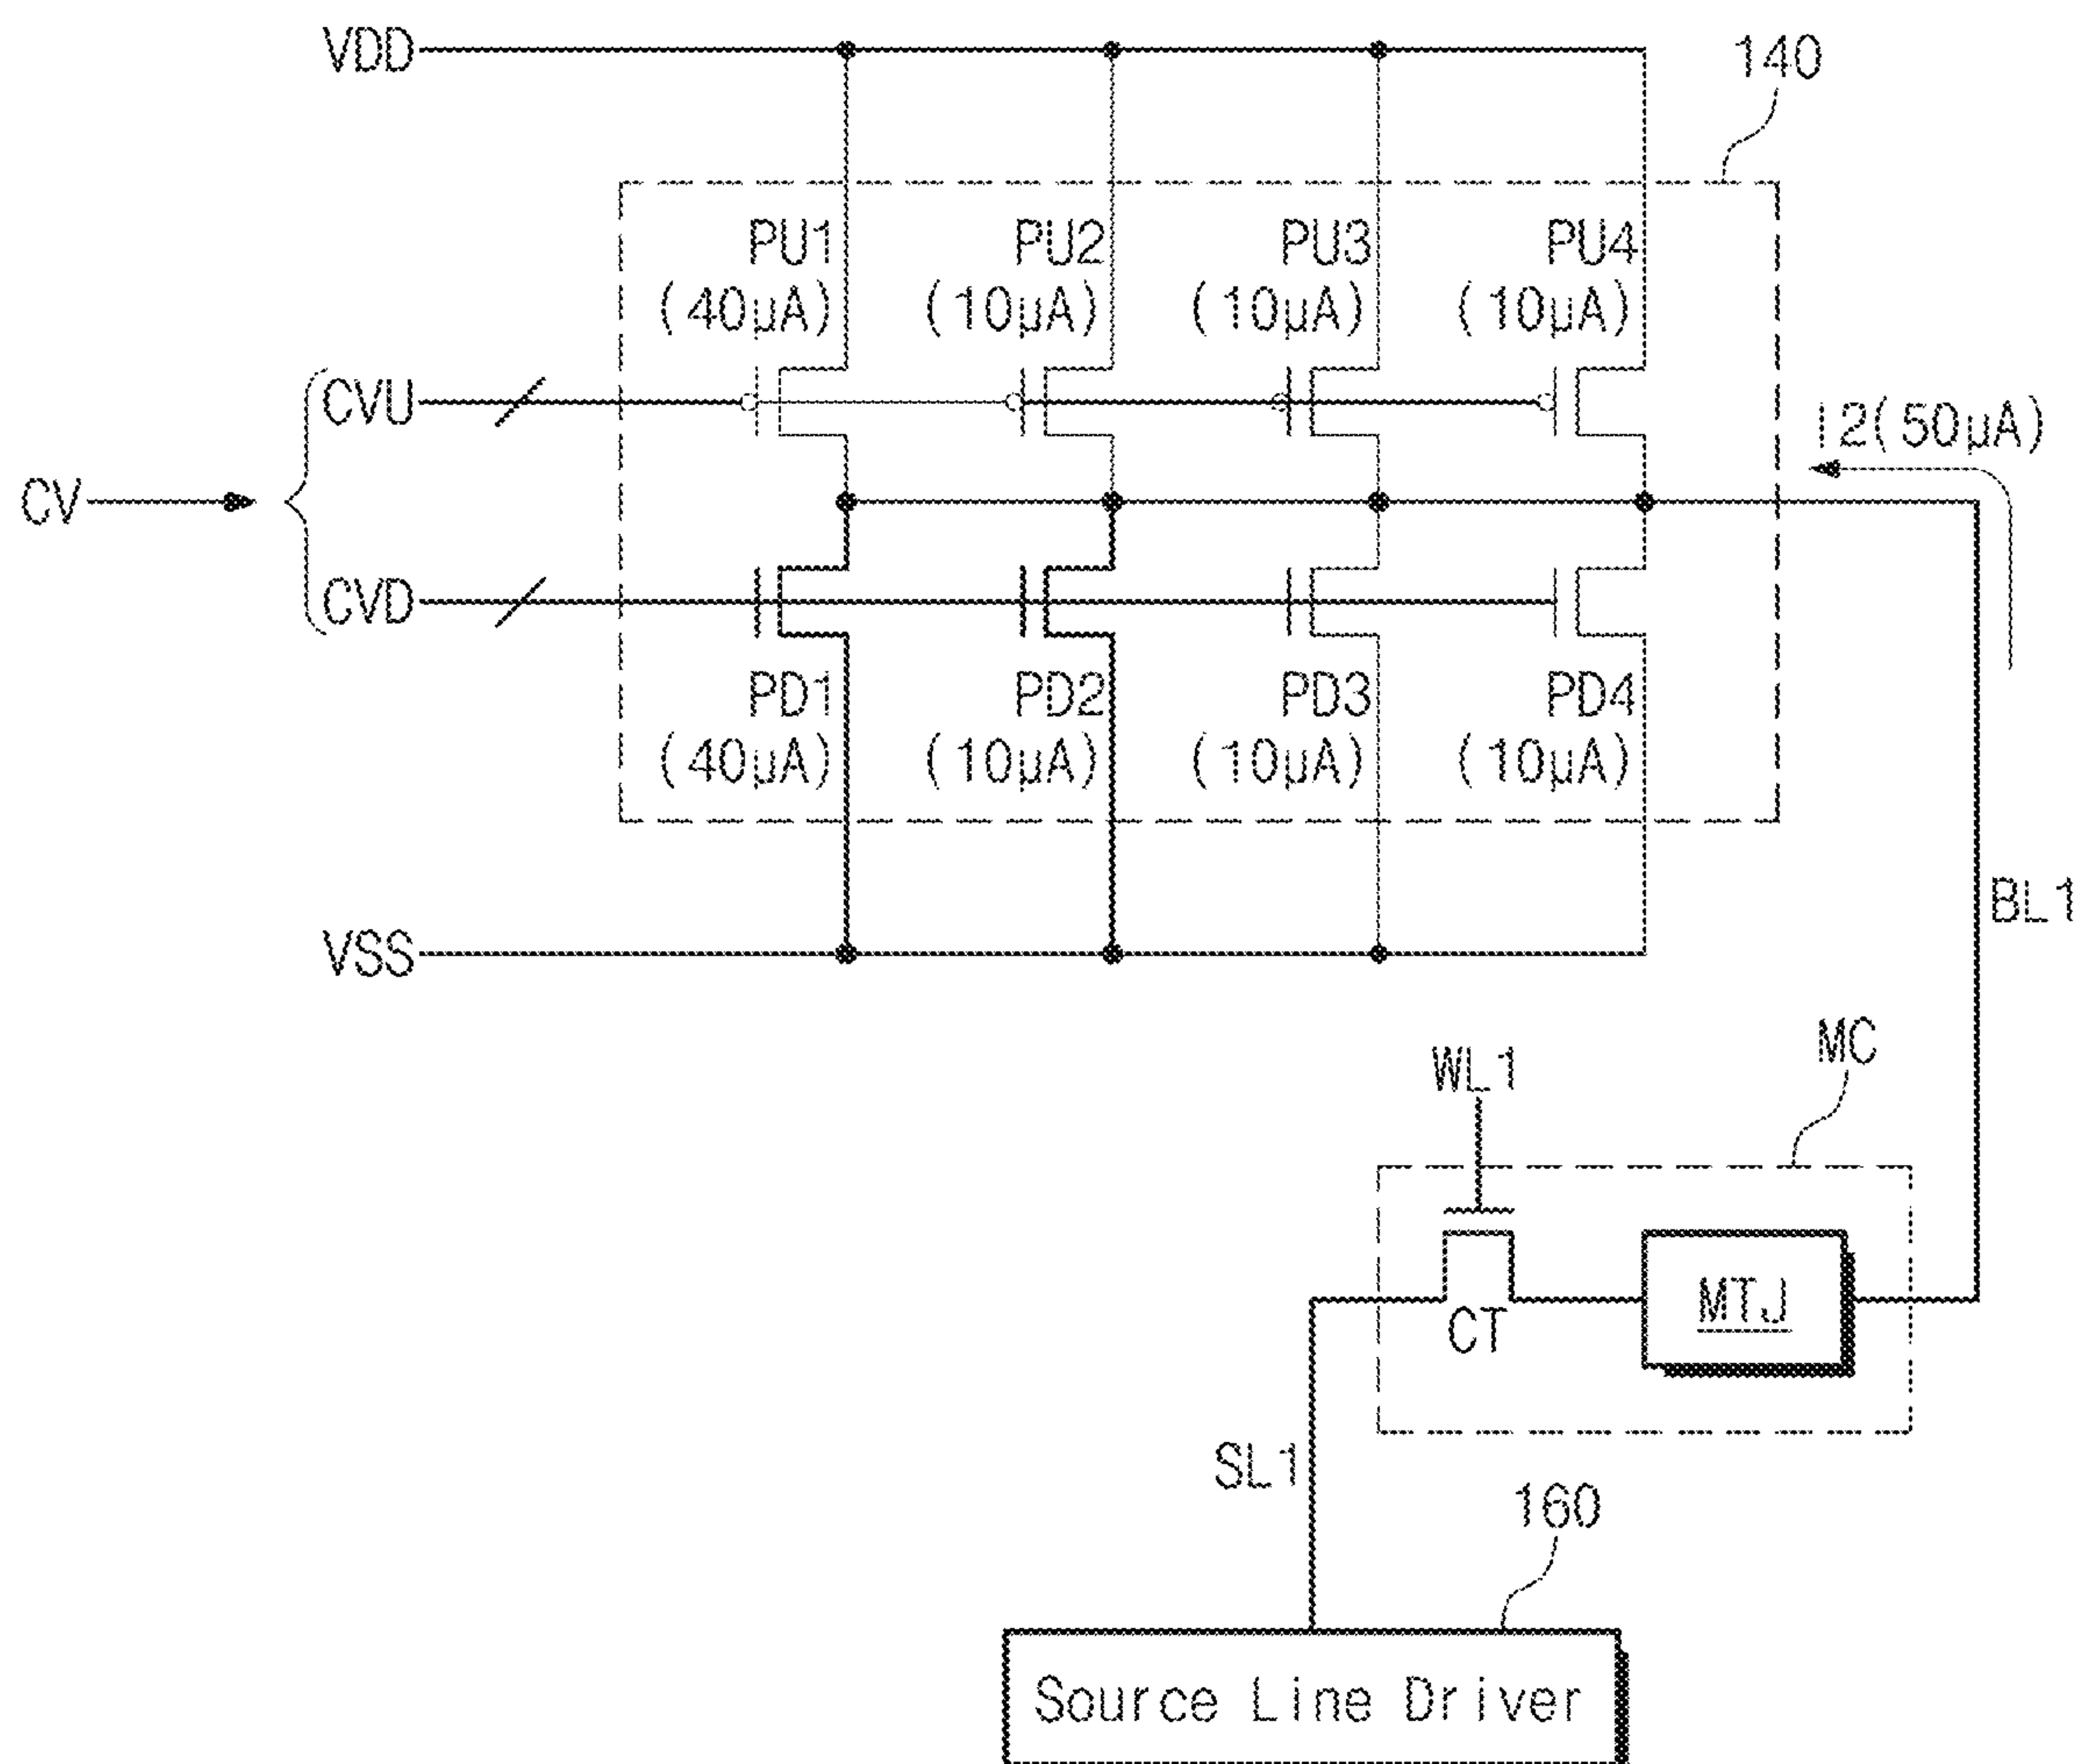 VDD
140
PU1
(40µA)
PU2
(10µA)
PU3
(10µA)
PU4
(10µA)
CVU
I2(50µA)
CV
CVD
PD1
(40µA)
PD2
(10µA)
PD3
(10µA)
PD4
(10µA)
BL1
VSS
MC
WL1
MTJ
CT
SL1
160
Source Line Driver